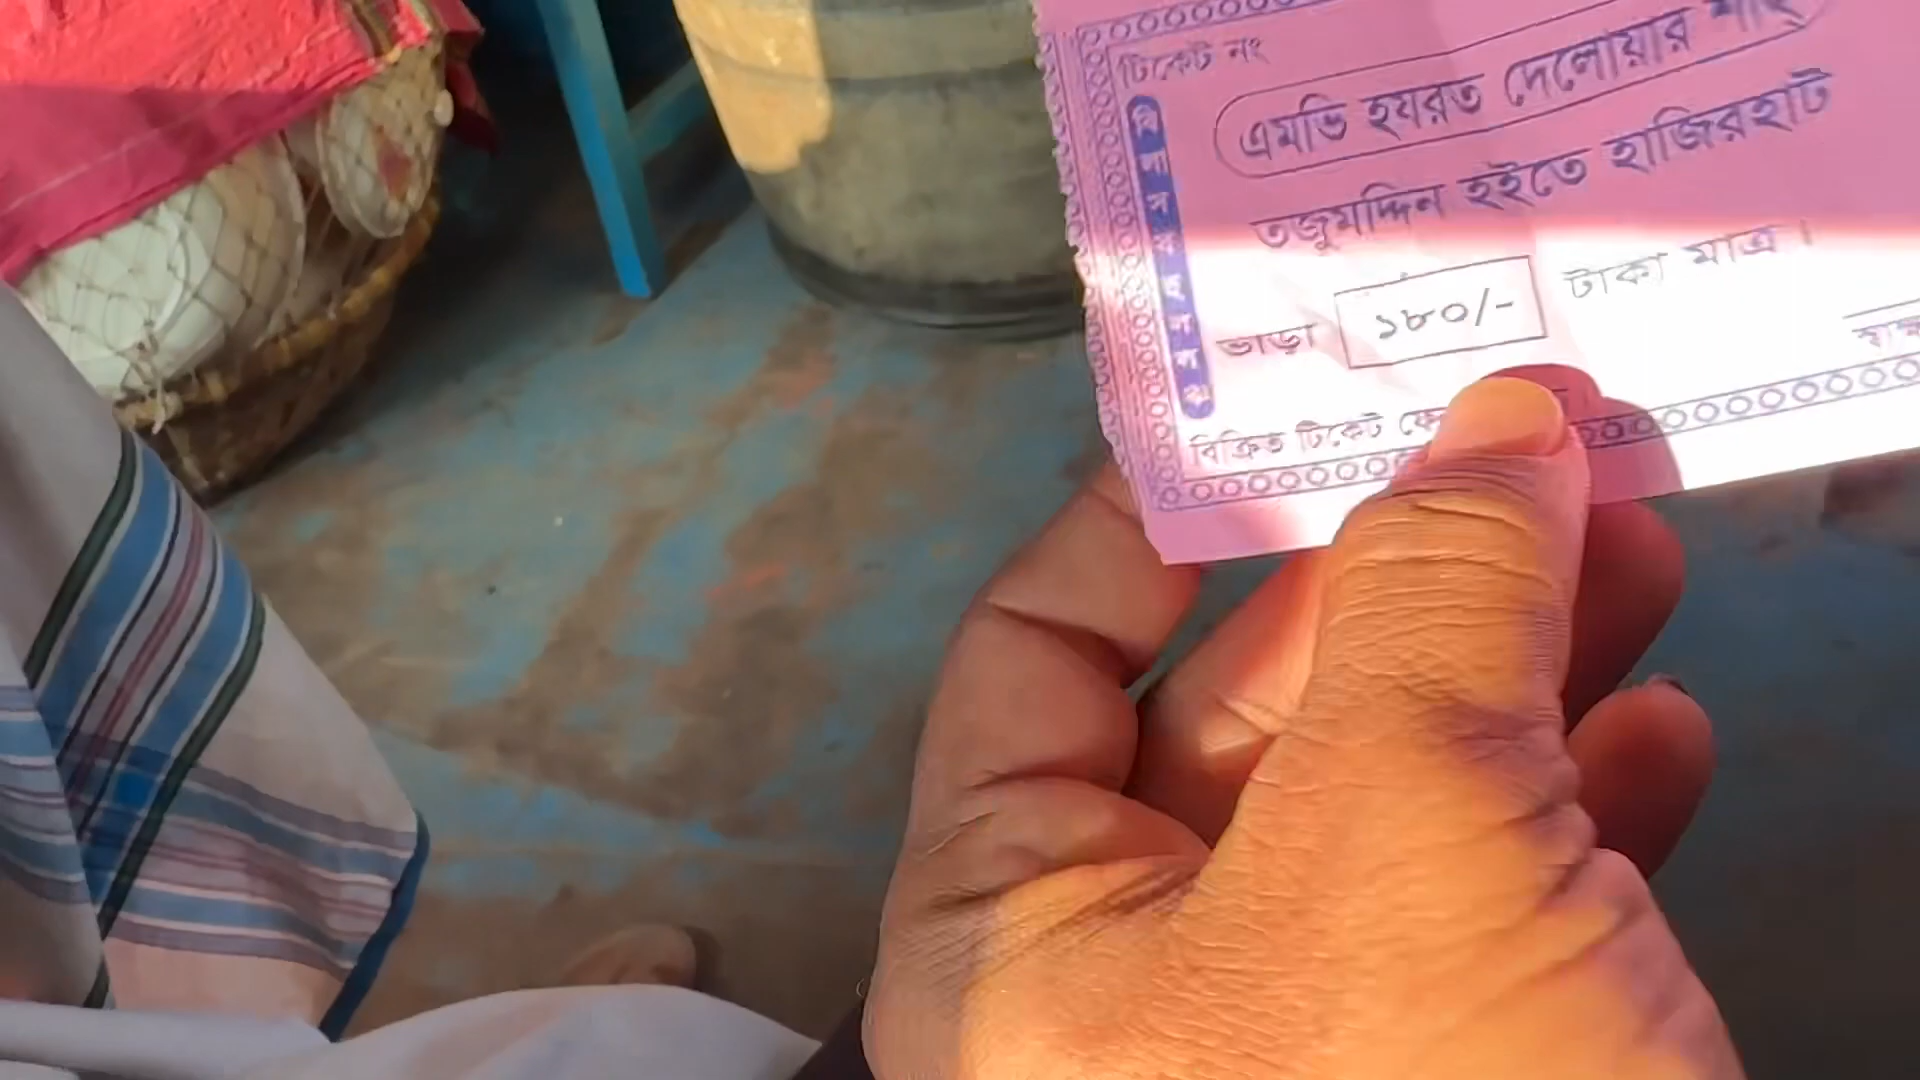 টিকেট নং
এমভি হযরত দেলোয়ার শাহ
তজুমদ্দিন হইতে হাজিরহাট
ভাড়া ১৮০/- টাকা মাত্র।
বিক্রিত টিকেট